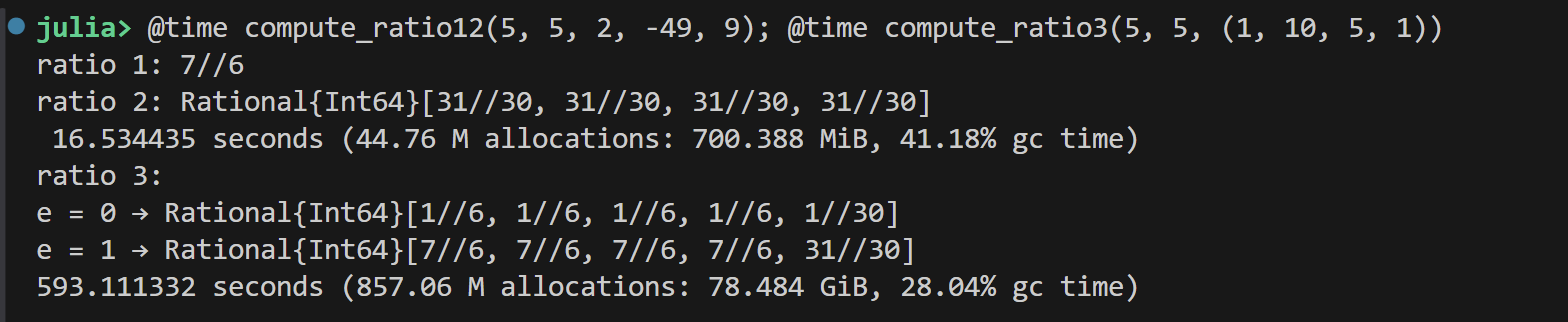 julia> @time compute_ratio12(5, 5, 2, -49, 9); @time compute_ratio3(5, 5, (1, 10, 5, 1))
ratio 1: 7//6
ratio 2: Rational{Int64}[31//30, 31//30, 31//30, 31//30]
 16.534435 seconds (44.76 M allocations: 700.388 MiB, 41.18% gc time)
ratio 3:
e = 0 → Rational{Int64}[1//6, 1//6, 1//6, 1//6, 1//30]
e = 1 → Rational{Int64}[7//6, 7//6, 7//6, 7//6, 31//30]
593.111332 seconds (857.06 M allocations: 78.484 GiB, 28.04% gc time)